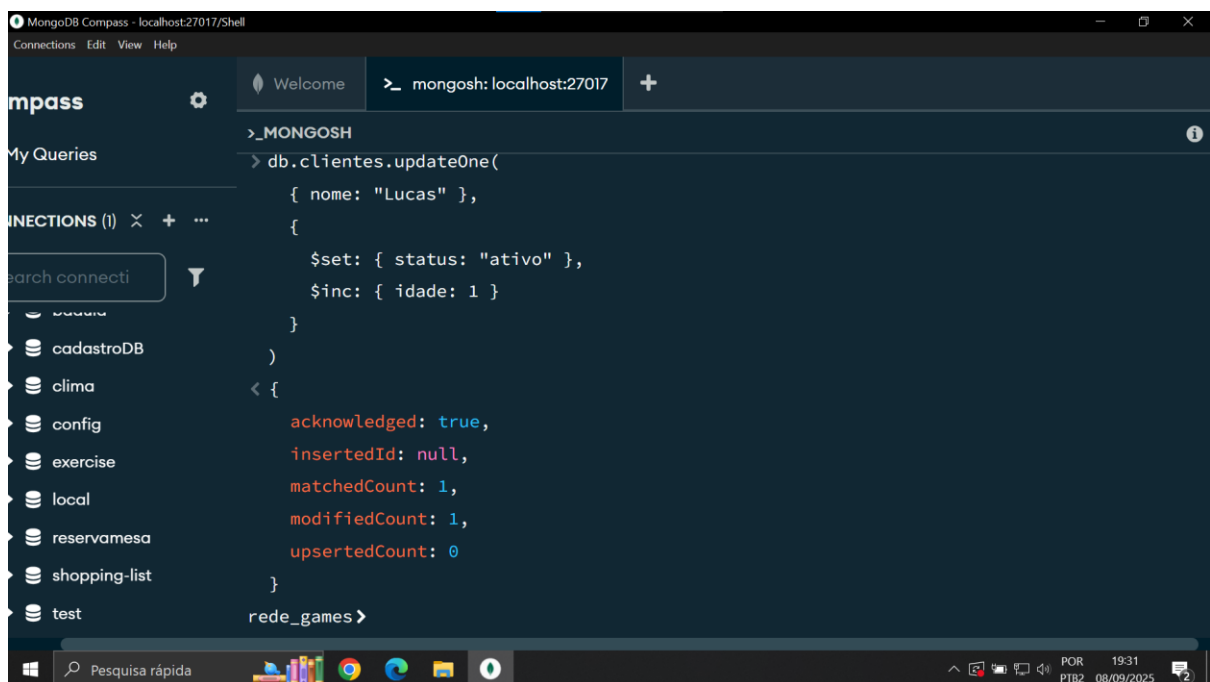 MongoDB Compass - localhost:27017/Shell
Connections Edit View Help
mpass
My Queries
NNECTIONS (1)
earch connecti
cadastroDB
clima
config
exercise
local
reservamesa
shopping-list
test
Welcome
>_ mongosh: localhost:27017 +
>_MONGOSH
> db.clientes.updateOne(
{ nome: "Lucas" },
{
$set: { status: "ativo" },
$inc: { idade: 1 }
}
)
< {
acknowledged: true,
insertedId: null,
matchedCount: 1,
modifiedCount: 1,
upsertedCount: 0
}
rede_games>
Pesquisa rápida
POR
PTB2
19:31
08/09/2025
2